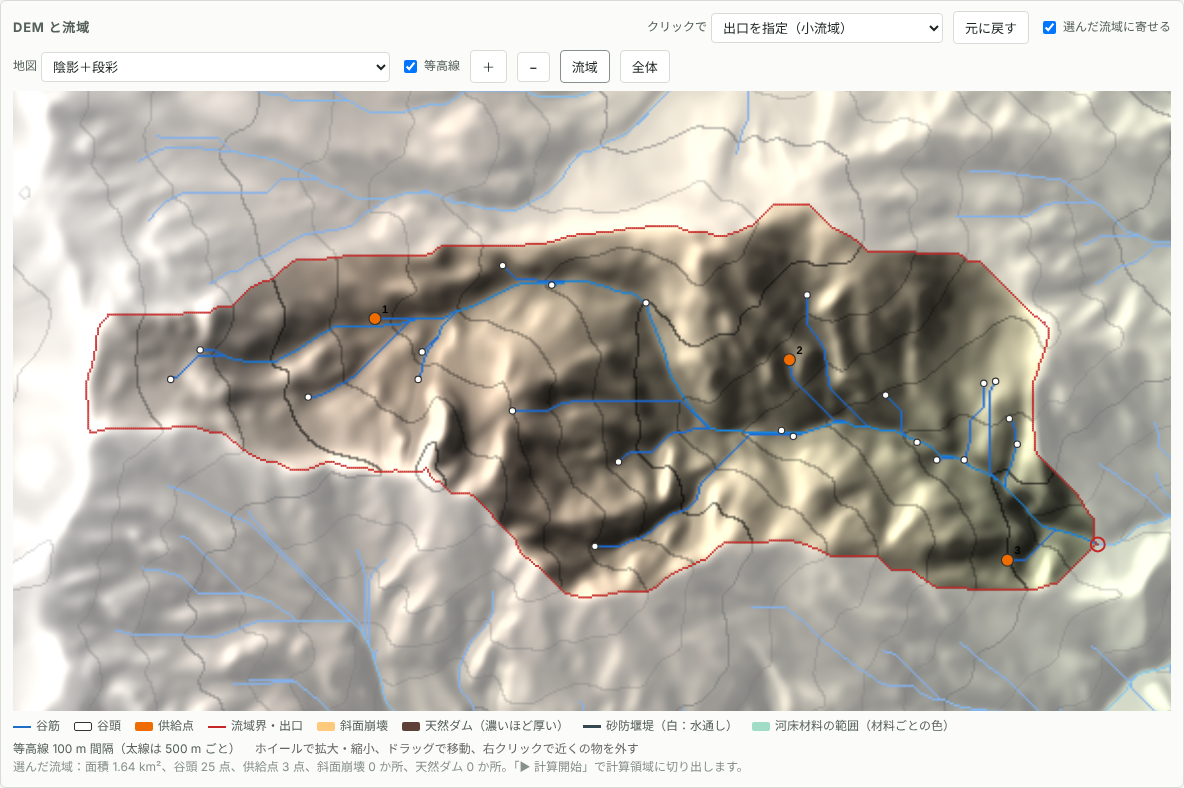 DEM と流域
クリックで 出口を指定（小流域） 元に戻す 選んだ流域に寄せる
地図 陰影＋段彩 等高線 ＋ − 流域 全体
1
2
3
谷筋 谷頭 供給点 流域界・出口 斜面崩壊 天然ダム（濃いほど厚い） 砂防堰堤（白：水通し） 河床材料の範囲（材料ごとの色）
等高線 100 m 間隔（太線は 500 m ごと） ホイールで拡大・縮小、ドラッグで移動、右クリックで近くの物を外す
選んだ流域：面積 1.64 km²、谷頭 25 点、供給点 3 点、斜面崩壊 0 か所、天然ダム 0 か所。「▶ 計算開始」で計算領域に切り出します。